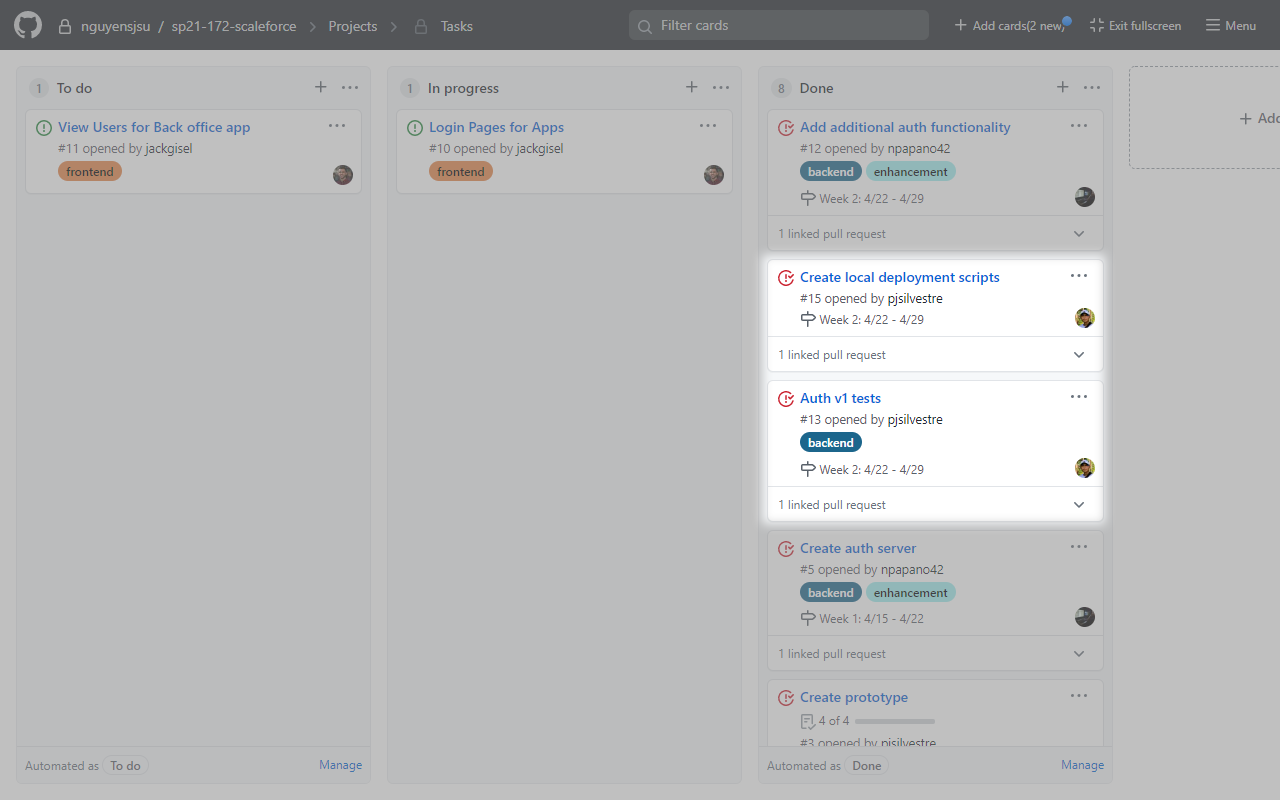 nguyensjsu / sp21-172-scaleforce
Projects
Tasks
Filter cards
Add cards(2 new)
Exit fullscreen
Menu
1 To do
View Users for Back office app
#11 opened by jackgisel
frontend
Automated as To do
Manage
1 In progress
Login Pages for Apps
#10 opened by jackgisel
frontend
8 Done
Add additional auth functionality
#12 opened by npapano42
backend enhancement
Week 2: 4/22 - 4/29
1 linked pull request
Create local deployment scripts
#15 opened by pjsilvestre
Week 2: 4/22 - 4/29
1 linked pull request
Auth v1 tests
#13 opened by pjsilvestre
backend
Week 2: 4/22 - 4/29
1 linked pull request
Create auth server
#5 opened by npapano42
backend enhancement
Week 1: 4/15 - 4/22
1 linked pull request
Create prototype
4 of 4
#3 opened by pjsilvestre
Automated as Done
Manage
Add